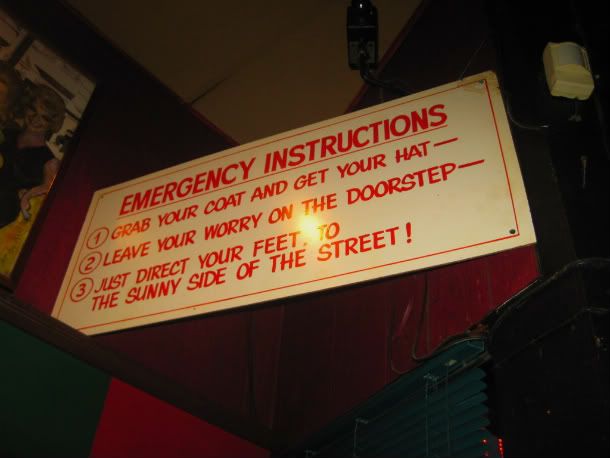 EMERGENCY INSTRUCTIONS
1 GRAB YOUR COAT AND GET YOUR HAT—
2 LEAVE YOUR WORRY ON THE DOORSTEP—
3 JUST DIRECT YOUR FEET, TO
THE SUNNY SIDE OF THE STREET!